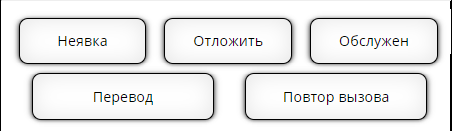 Неявка Отложить Обслужен
Перевод Повтор вызова